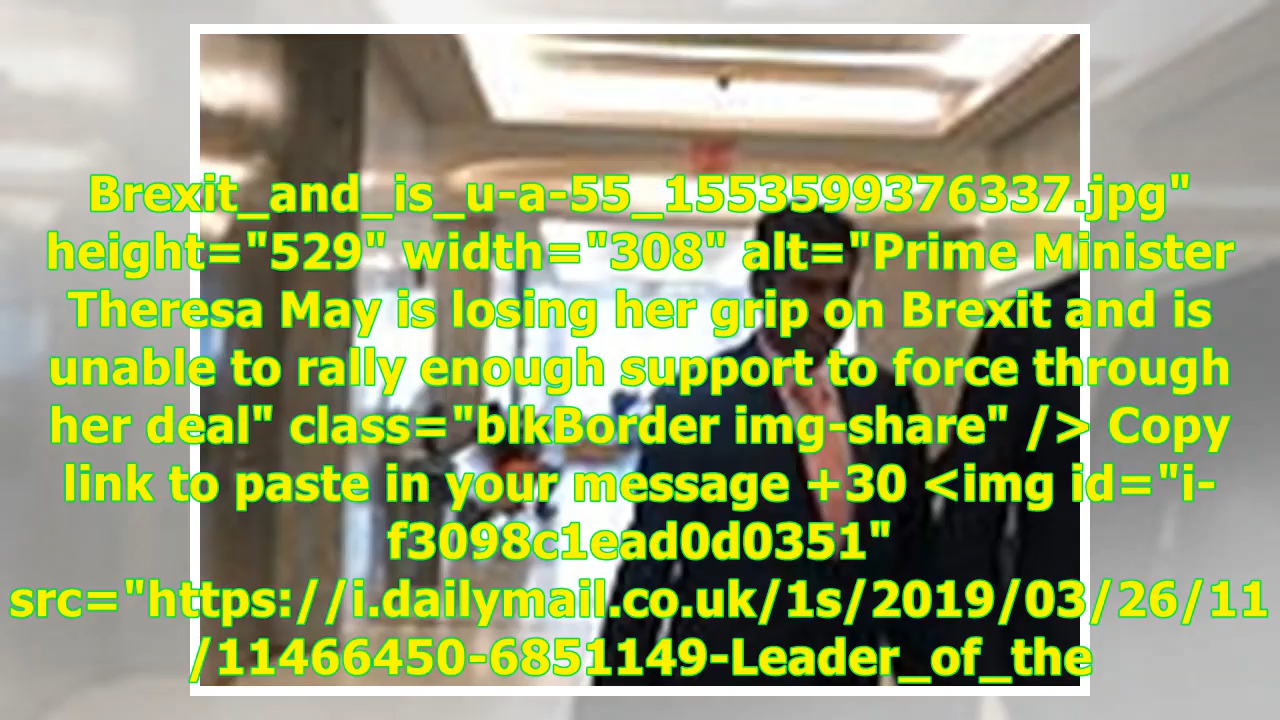 Brexit_and_is_u-a-55_1553599376337.jpg"
height="529" width="308" alt="Prime Minister
Theresa May is losing her grip on Brexit and is
unable to rally enough support to force through
her deal" class="blkBorder img-share" /> Copy
link to paste in your message +30 <img id="i-
f3098c1ead0d0351"
src="https://i.dailymail.co.uk/1s/2019/03/26/11
/11466450-6851149-Leader_of_the